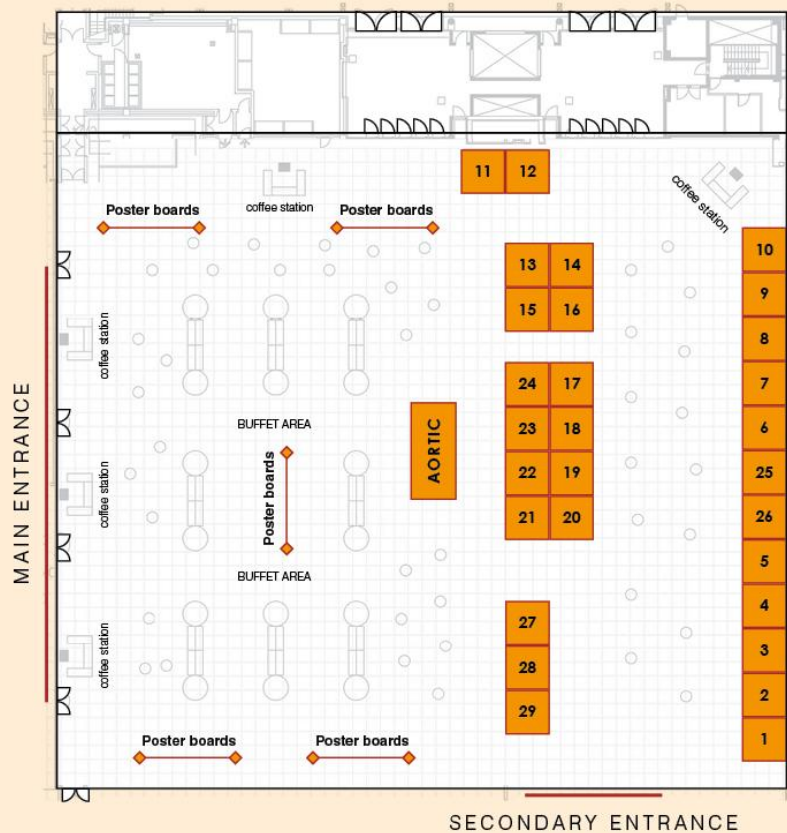 11 12
coffee station
Poster boards
coffee station
Poster boards
10
13 14
9
15 16
coffee station
8
24 17
7
MAIN ENTRANCE
BUFFET AREA
23 18
6
AORTIC
22 19
25
Poster boards
coffee station
21 20
26
5
BUFFET AREA
4
27
3
coffee station
28
2
29
1
Poster boards
Poster boards
SECONDARY ENTRANCE